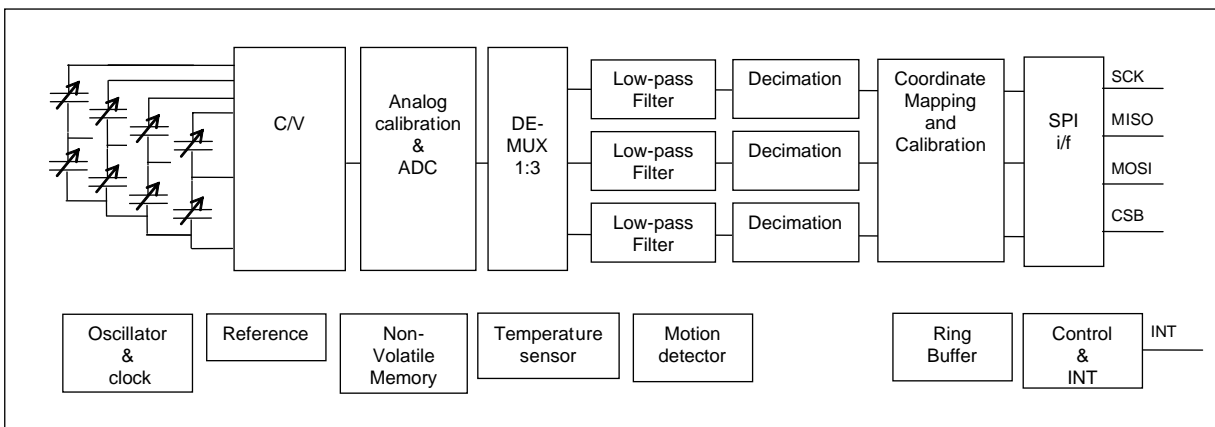 C/V
Analog
calibration
&
ADC
DE-
MUX
1:3
Low-pass
Filter
Decimation
Low-pass
Filter
Decimation
Low-pass
Filter
Decimation
Coordinate
Mapping
and
Calibration
SPI
i/f
SCK
MISO
MOSI
CSB
Oscillator
&
clock
Reference
Non-
Volatile
Memory
Temperature
sensor
Motion
detector
Ring
Buffer
Control
&
INT
INT